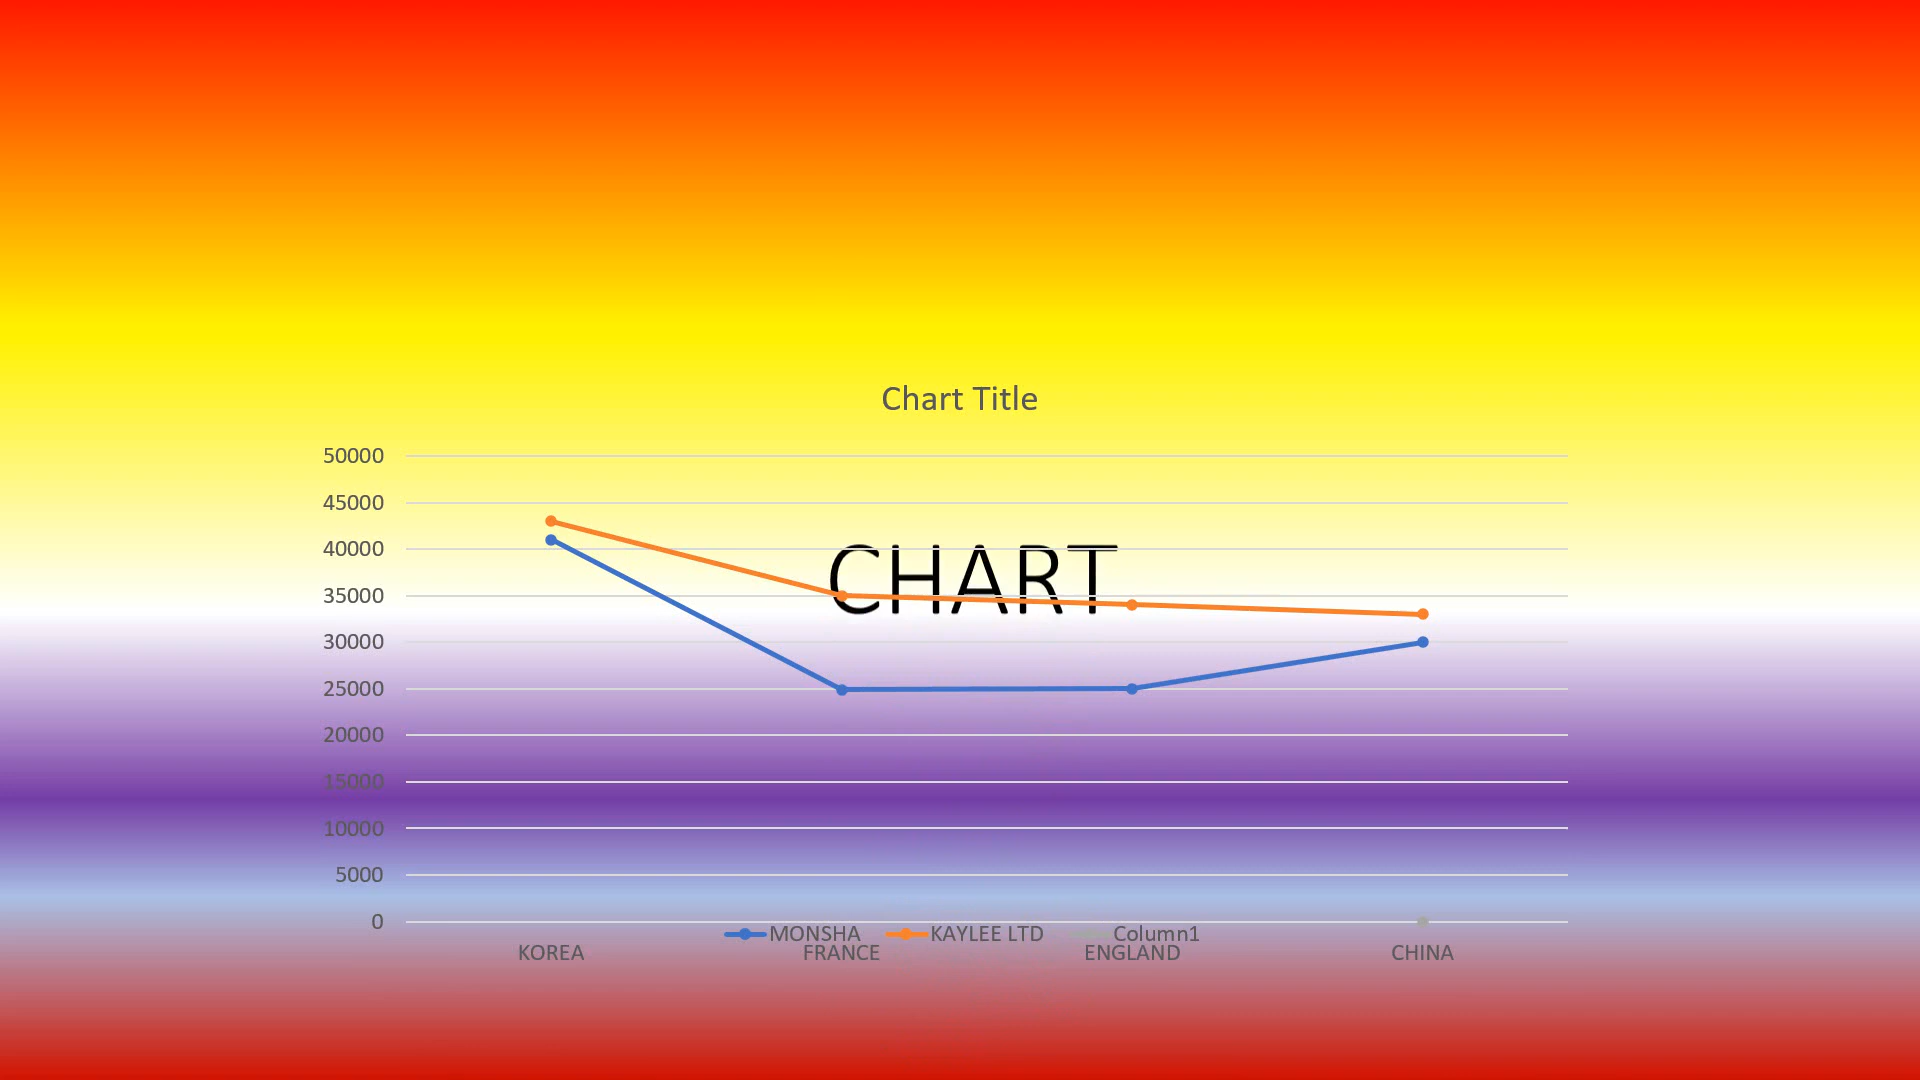 Chart Title
50000
45000
40000
CHART
35000
30000
25000
20000
15000
10000
5000
0
MONSHA KAYLEE LTD Column1
KOREA FRANCE ENGLAND CHINA